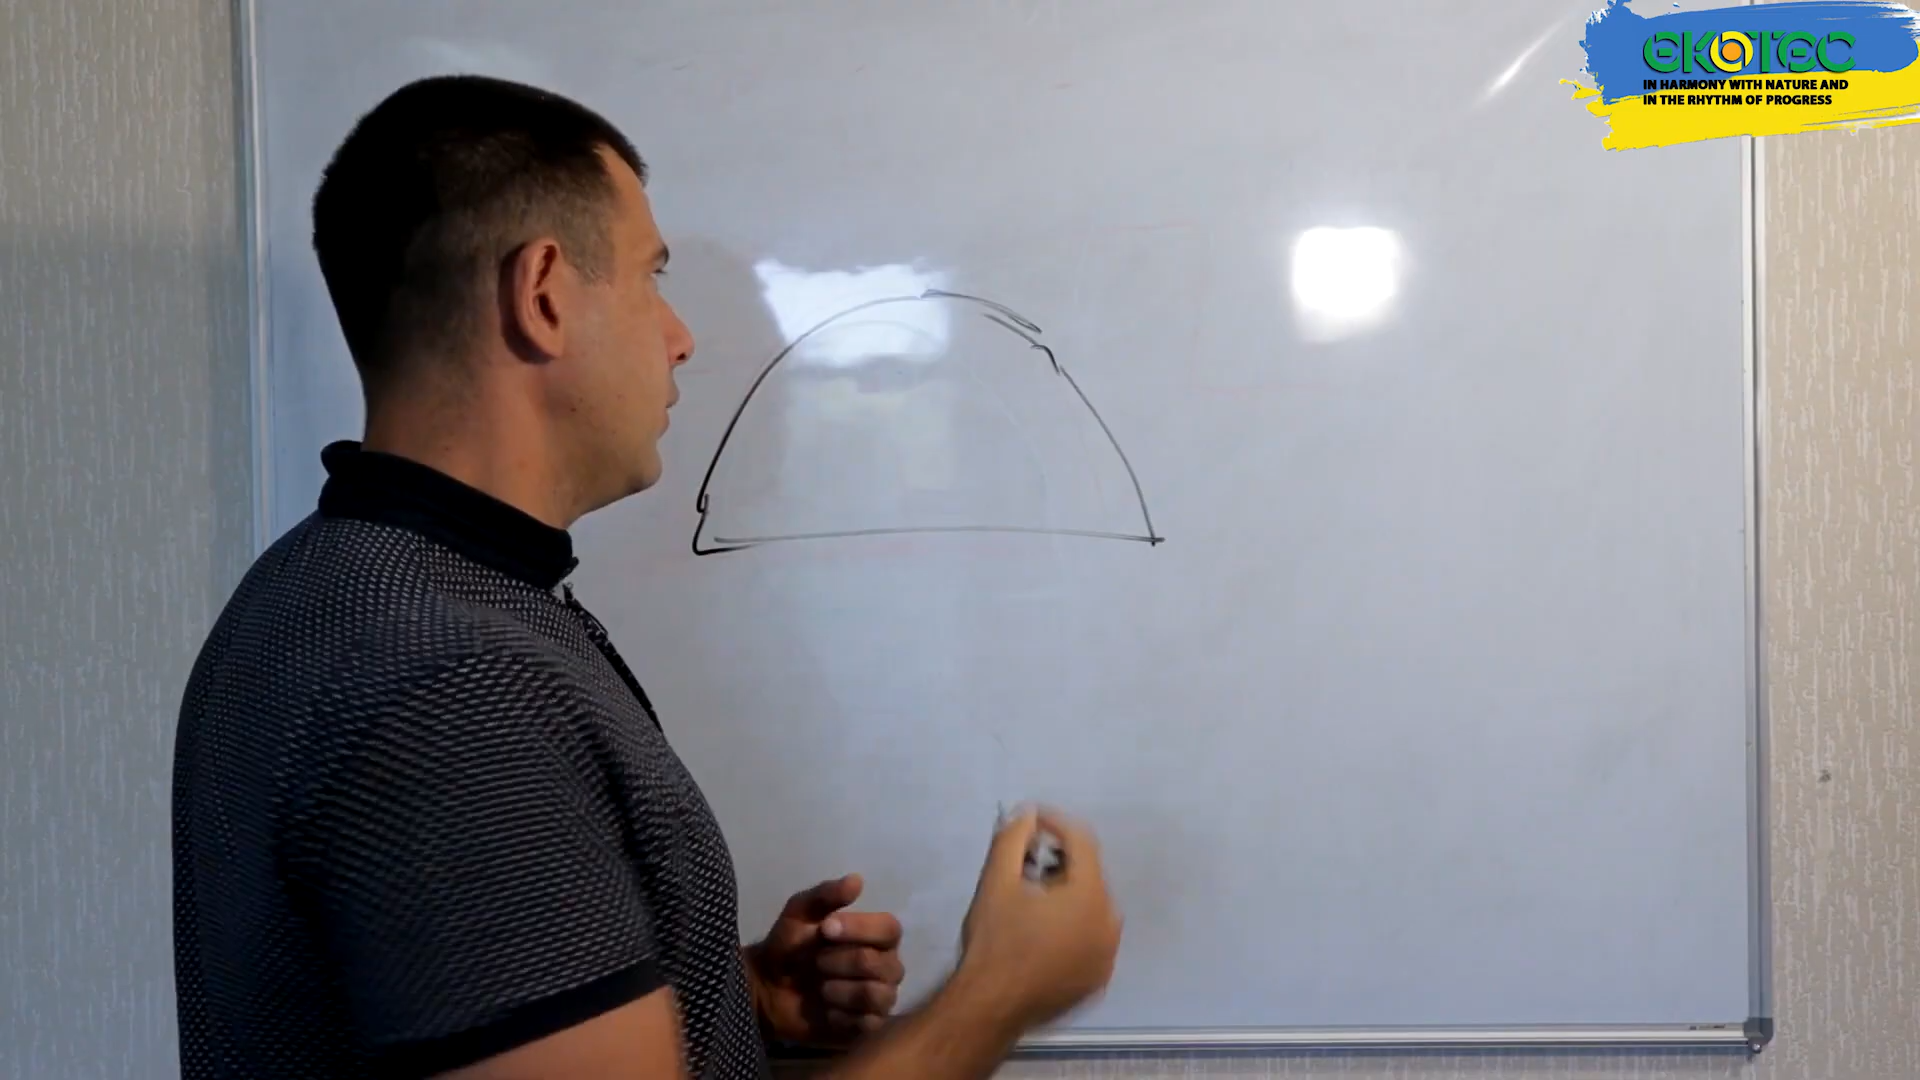 EKOTEC
IN HARMONY WITH NATURE AND
IN THE RHYTHM OF PROGRESS